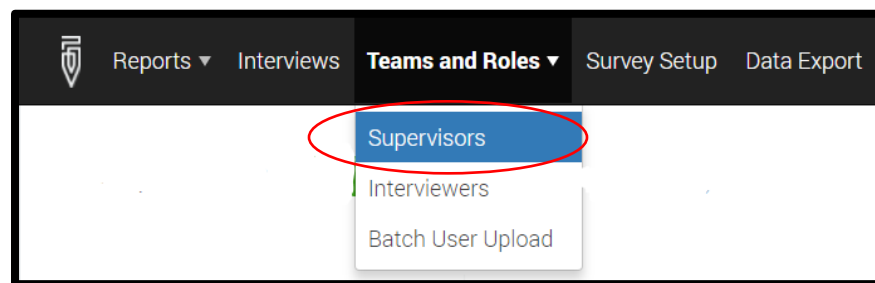 Reports ▾ Interviews Teams and Roles ▾ Survey Setup Data Export
Supervisors
Interviewers
Batch User Upload